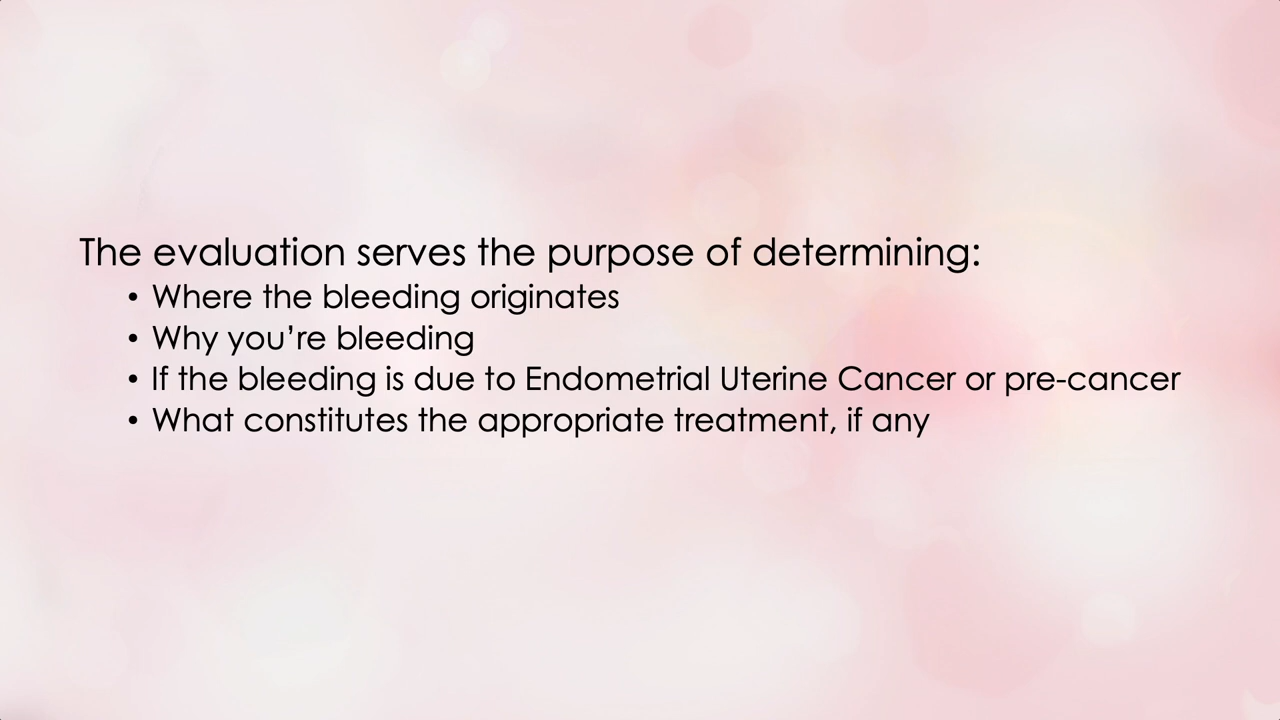 The evaluation serves the purpose of determining:
• Where the bleeding originates
• Why you’re bleeding
• If the bleeding is due to Endometrial Uterine Cancer or pre-cancer
• What constitutes the appropriate treatment, if any